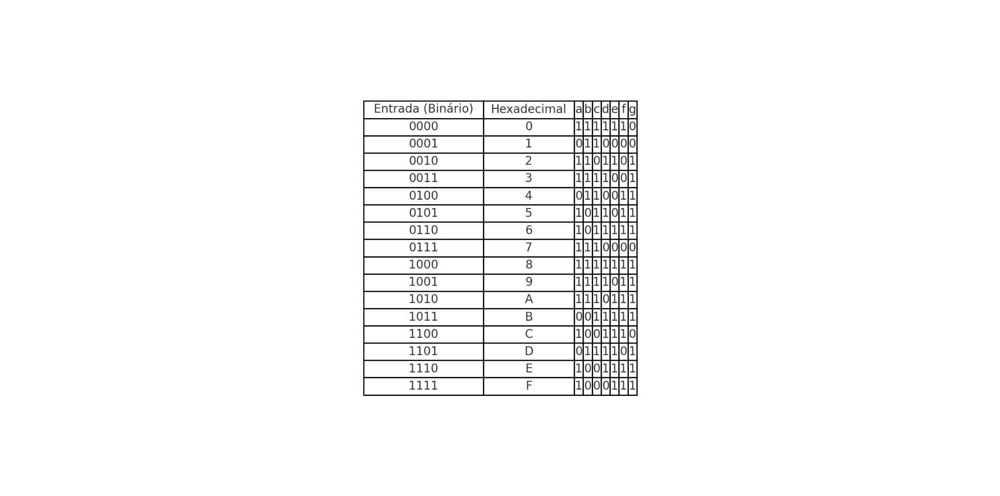 Entrada (Binário) Hexadecimal a b c d e f g
0000 0 1 1 1 1 1 1 0
0001 1 0 1 1 0 0 0 0
0010 2 1 1 0 1 1 0 1
0011 3 1 1 1 1 0 0 1
0100 4 0 1 1 0 0 1 1
0101 5 1 0 1 1 0 1 1
0110 6 1 0 1 1 1 1 1
0111 7 1 1 1 0 0 0 0
1000 8 1 1 1 1 1 1 1
1001 9 1 1 1 1 0 1 1
1010 A 1 1 1 0 1 1 1
1011 B 0 0 1 1 1 1 1
1100 C 1 0 0 1 1 1 0
1101 D 0 1 1 1 1 0 1
1110 E 1 0 0 1 1 1 1
1111 F 1 0 0 0 1 1 1